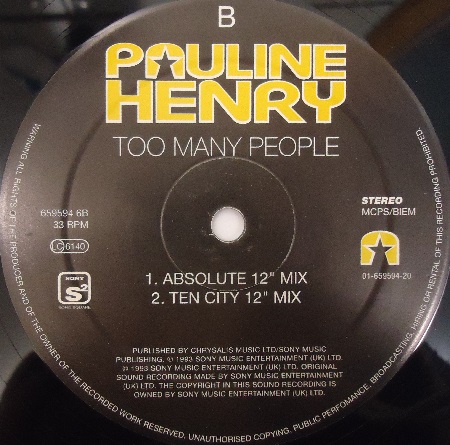 B
PAULINE
HENRY
TOO MANY PEOPLE
659594 6B
33 RPM
LC 6140
SONY
S2
SONY SQUARE
STEREO
MCPS/BIEM
01-659594-20
1. ABSOLUTE 12" MIX
2. TEN CITY 12" MIX
PUBLISHED BY CHRYSALIS MUSIC LTD/SONY MUSIC
PUBLISHING. ℗ 1993 SONY MUSIC ENTERTAINMENT (UK) LTD.
© 1993 SONY MUSIC ENTERTAINMENT (UK) LTD. ORIGINAL
SOUND RECORDING MADE BY SONY MUSIC ENTERTAINMENT
(UK) LTD. THE COPYRIGHT IN THIS SOUND RECORDING IS
OWNED BY SONY MUSIC ENTERTAINMENT (UK) LTD.
WARNING: ALL RIGHTS OF THE PRODUCER AND OF THE OWNER OF THE RECORDED WORK RESERVED. UNAUTHORISED COPYING, PUBLIC PERFOMANCE, BROADCASTING, HIRING OR RENTAL OF THIS RECORDING PROHIBITED.